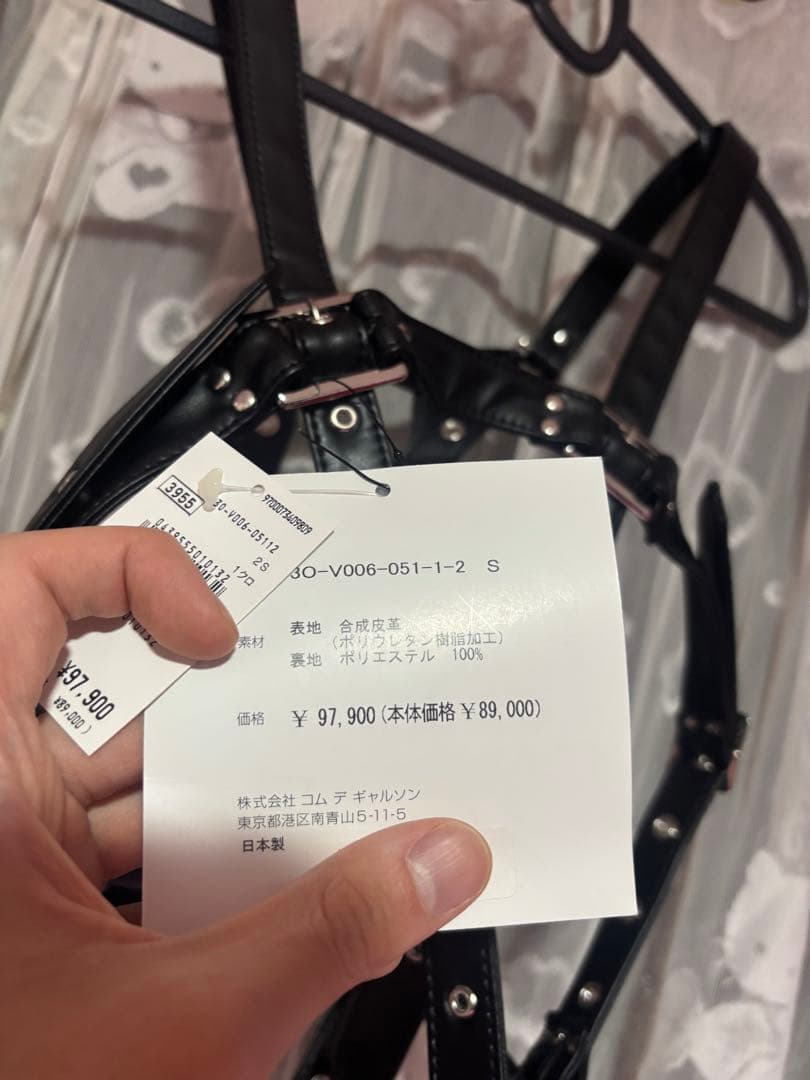 3955
30-V006-05112
9700073409809
2S
0439555010132
1クロ
¥97,900
¥89,000)
30-V006-051-1-2 S
素材 表地 合成皮革
(ポリウレタン樹脂加工)
裏地 ポリエステル 100%
価格 ¥ 97,900(本体価格¥89,000)
株式会社 コム デ ギャルソン
東京都港区南青山5-11-5
日本製